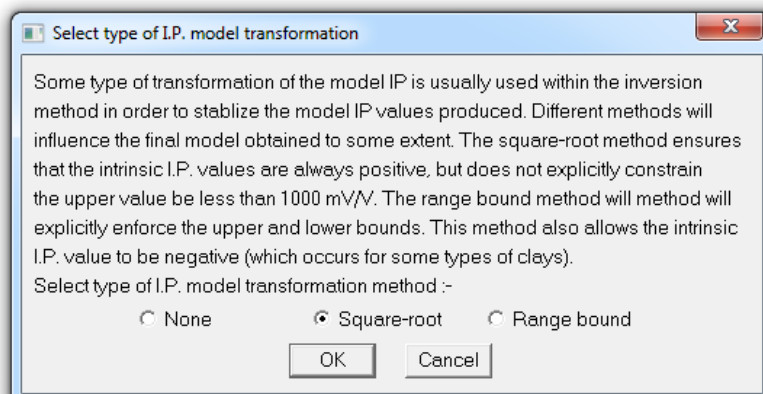 Select type of I.P. model transformation
Some type of transformation of the model IP is usually used within the inversion
method in order to stablize the model IP values produced. Different methods will
influence the final model obtained to some extent. The square-root method ensures
that the intrinsic I.P. values are always positive, but does not explicitly constrain
the upper value be less than 1000 mV/V. The range bound method will method will
explicitly enforce the upper and lower bounds. This method also allows the intrinsic
I.P. value to be negative (which occurs for some types of clays).
Select type of I.P. model transformation method :-
None Square-root Range bound
OK Cancel